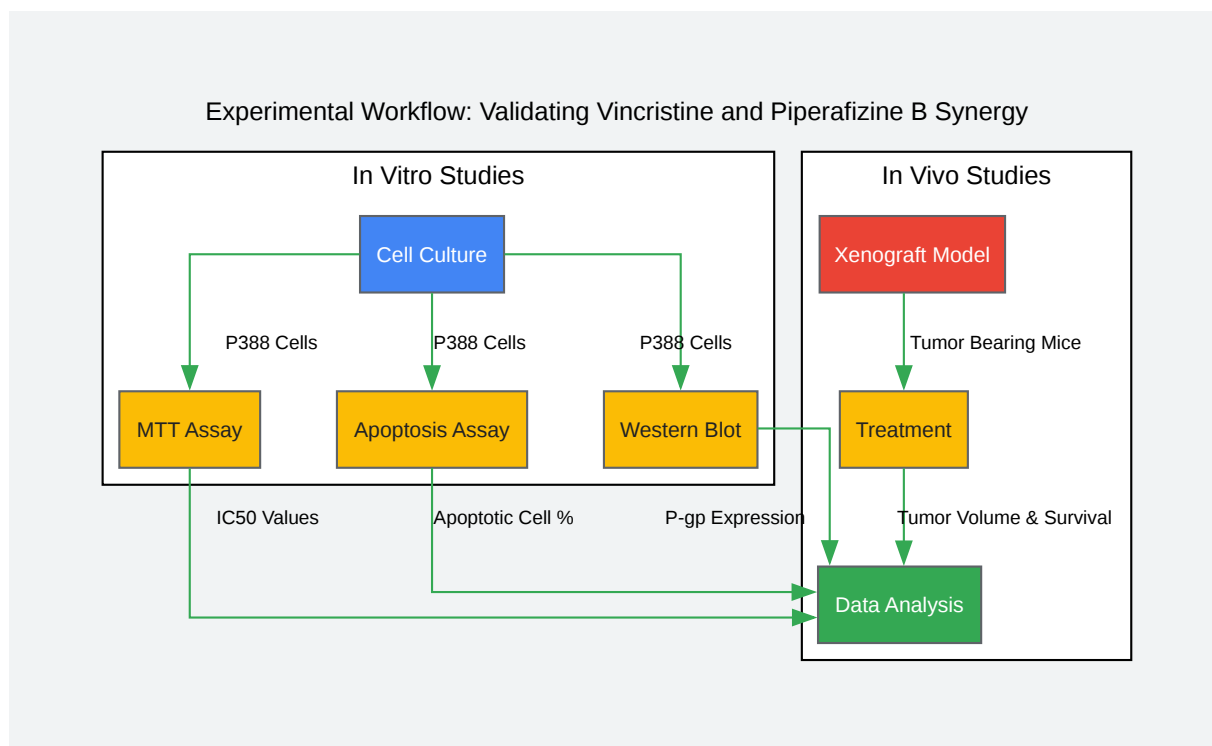 Experimental Workflow: Validating Vincristine and Piperafizine B Synergy
In Vitro Studies
In Vivo Studies
Cell Culture
Xenograft Model
P388 Cells
P388 Cells
P388 Cells
Tumor Bearing Mice
MTT Assay
Apoptosis Assay
Western Blot
Treatment
IC50 Values
Apoptotic Cell %
P-gp Expression
Tumor Volume & Survival
Data Analysis